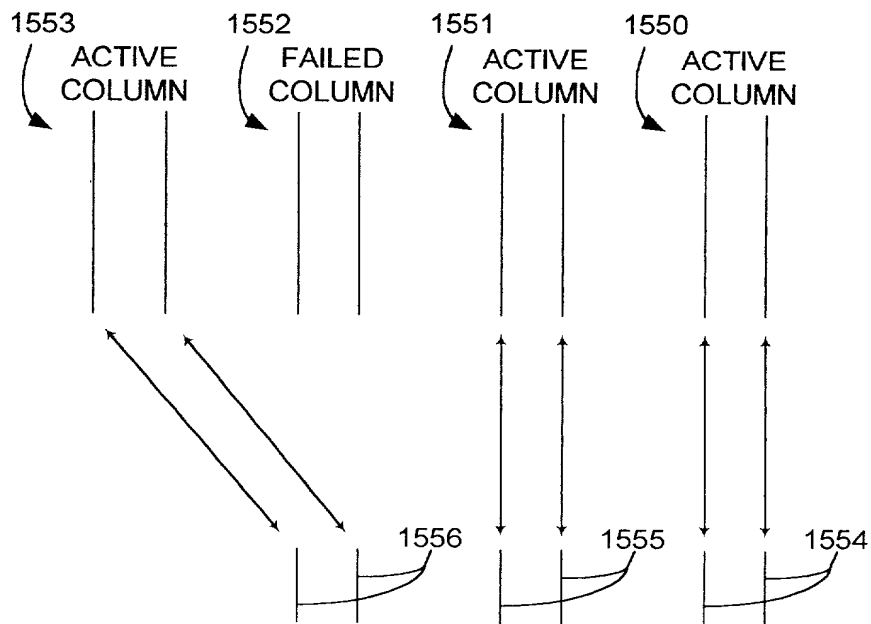 1553
ACTIVE
COLUMN
1552
FAILED
COLUMN
1551
ACTIVE
COLUMN
1550
ACTIVE
COLUMN
1556
1555
1554